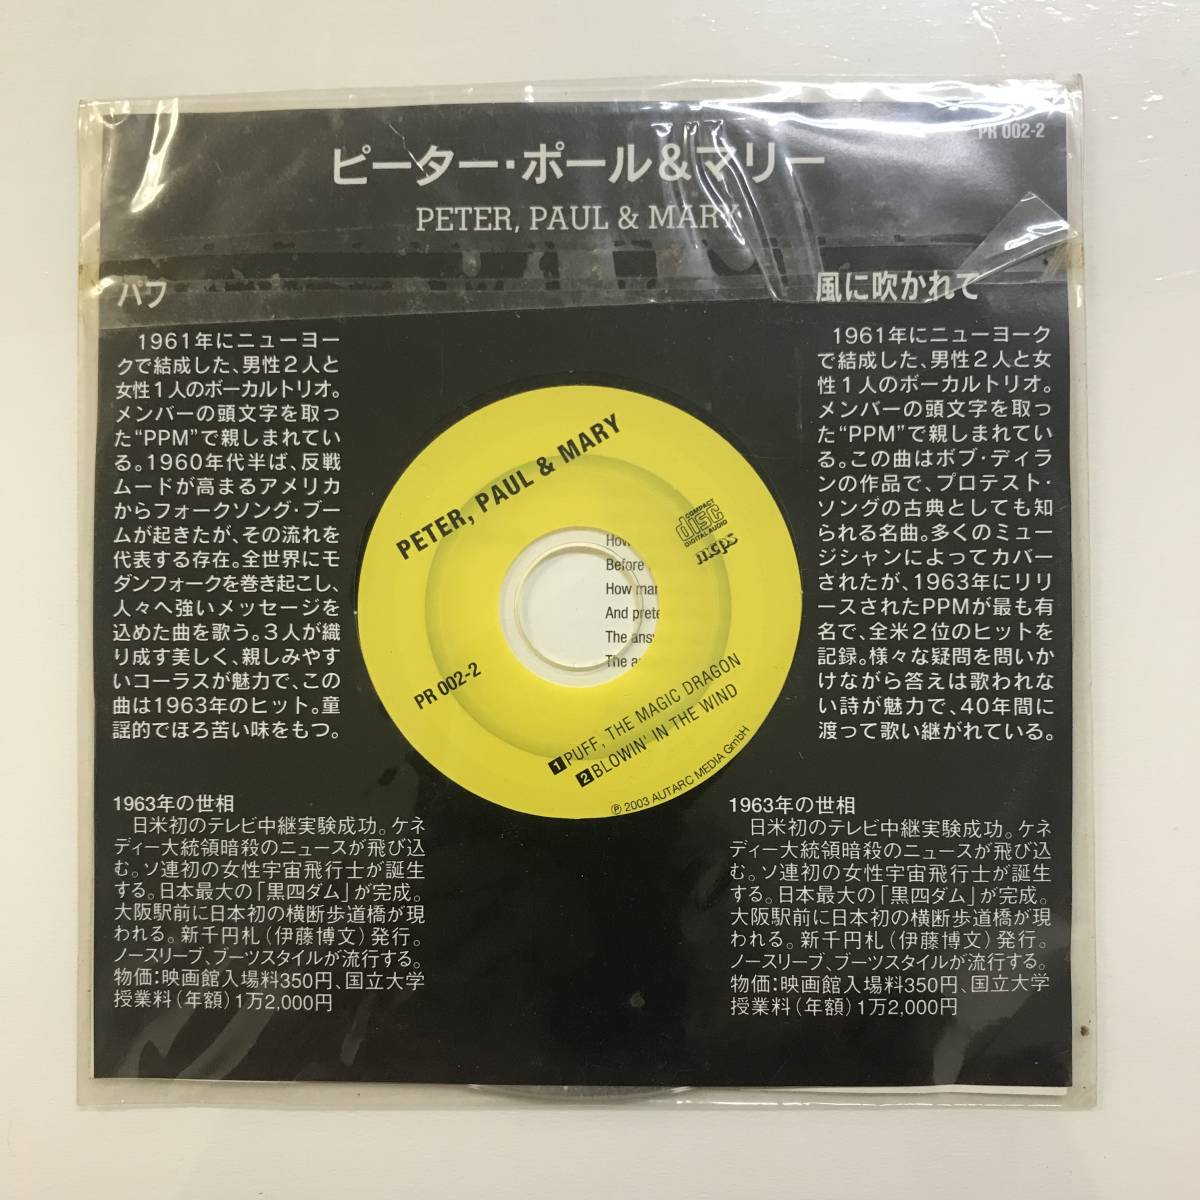 PR 002-2
ピーター・ポール&マリー
PETER, PAUL & MARY
パフ
1961年にニューヨー
クで結成した、男性2人と
女性1人のボーカルトリオ。
メンバーの頭文字を取っ
た“PPM”で親しまれてい
る。1960年代半ば、反戦
ムードが高まるアメリカ
からフォークソング・ブー
ムが起きたが、その流れを
代表する存在。全世界にモ
ダンフォークを巻き起こし、
人々へ強いメッセージを
込めた曲を歌う。3人が織
り成す美しく、親しみやす
いコーラスが魅力で、この
曲は1963年のヒット。童
謡的でほろ苦い味をもつ。
1963年の世相
日米初のテレビ中継実験成功。ケネ
ディー大統領暗殺のニュースが飛び込
む。ソ連初の女性宇宙飛行士が誕生
する。日本最大の「黒四ダム」が完成。
大阪駅前に日本初の横断歩道橋が現
われる。新千円札(伊藤博文)発行。
ノースリーブ、ブーツスタイルが流行する。
物価:映画館入場料350円、国立大学
授業料(年額)1万2,000円
風に吹かれて
1961年にニューヨーク
で結成した、男性2人と女
性1人のボーカルトリオ。
メンバーの頭文字を取っ
た“PPM”で親しまれてい
る。この曲はボブ・ディラ
ンの作品で、プロテスト・
ソングの古典としても知
られる名曲。多くのミュー
ジシャンによってカバー
されたが、1963年にリリ
ースされたPPMが最も有
名で、全米2位のヒットを
記録。様々な疑問を問いか
けながら答えは歌われな
い詩が魅力で、40年間に
渡って歌い継がれている。
1963年の世相
日米初のテレビ中継実験成功。ケネ
ディー大統領暗殺のニュースが飛び込
む。ソ連初の女性宇宙飛行士が誕生
する。日本最大の「黒四ダム」が完成。
大阪駅前に日本初の横断歩道橋が現
われる。新千円札(伊藤博文)発行。
ノースリーブ、ブーツスタイルが流行する。
物価:映画館入場料350円、国立大学
授業料(年額)1万2,000円
PETER, PAUL & MARY
COMPACT
disc
DIGITAL AUDIO
mcps
How
Before
How
And
The
The
PR 002-2
1 PUFF, THE MAGIC DRAGON
2 BLOWIN' IN THE WIND
℗ 2003 AUTARC MEDIA GmbH